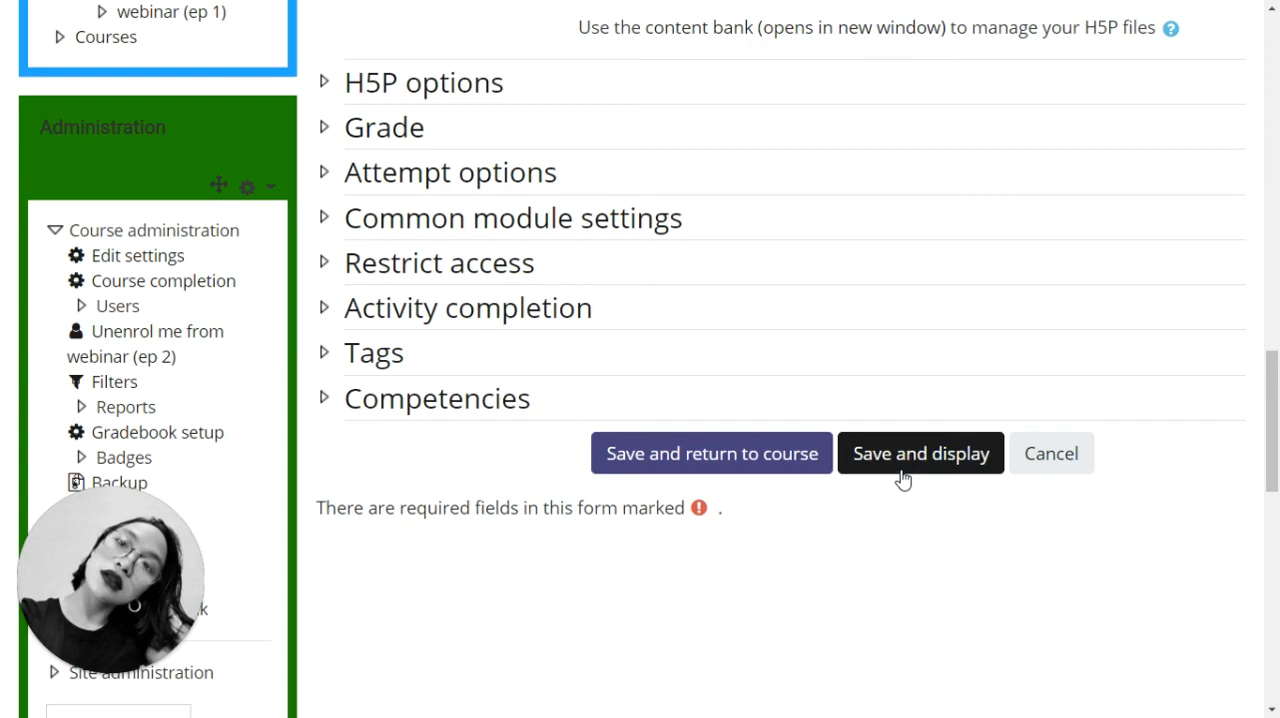 webinar (ep 1)
Courses
Administration
Course administration
Edit settings
Course completion
Users
Unenrol me from
webinar (ep 2)
Filters
Reports
Gradebook setup
Badges
Backup
Site administration
Use the content bank (opens in new window) to manage your H5P files
H5P options
Grade
Attempt options
Common module settings
Restrict access
Activity completion
Tags
Competencies
Save and return to course
Save and display
Cancel
There are required fields in this form marked .